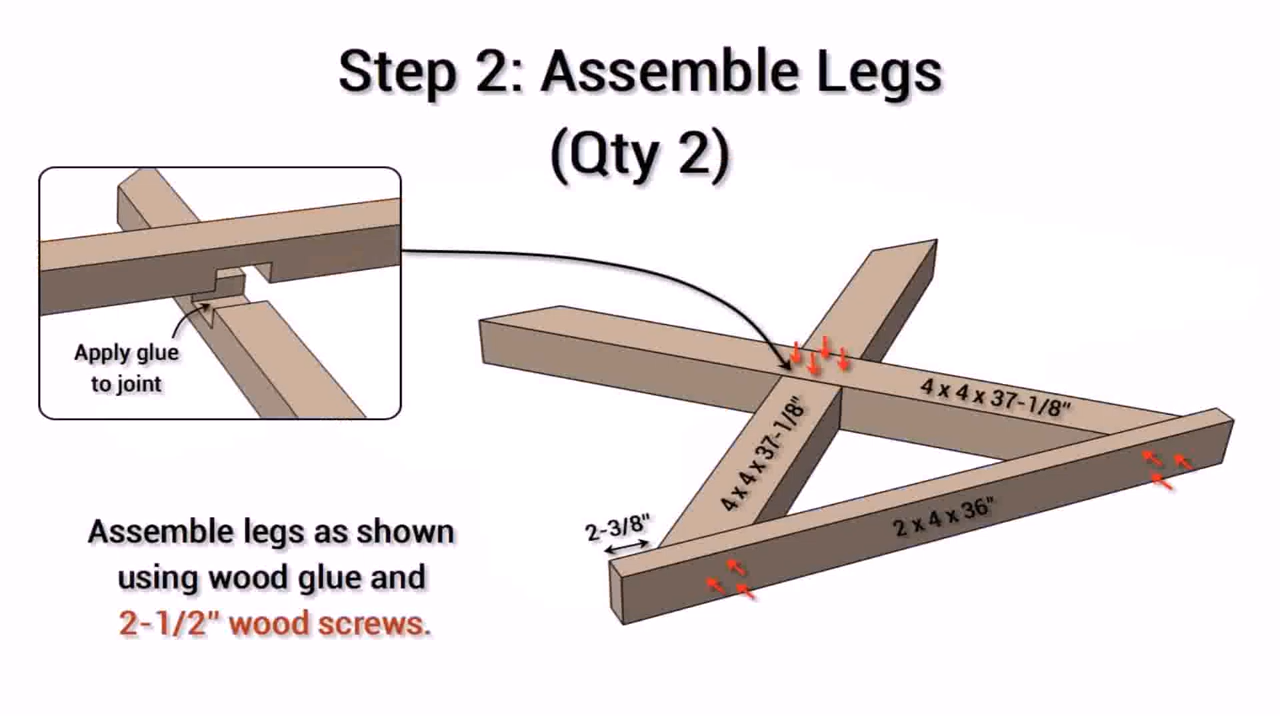 Step 2: Assemble Legs
(Qty 2)
Apply glue
to joint
4 x 4 x 37-1/8"
4 x 4 x 37-1/8"
2-3/8"
2 x 4 x 36"
Assemble legs as shown
using wood glue and
2-1/2" wood screws.